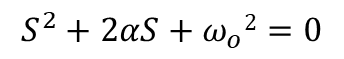 S² + 2αS + ωₒ² = 0